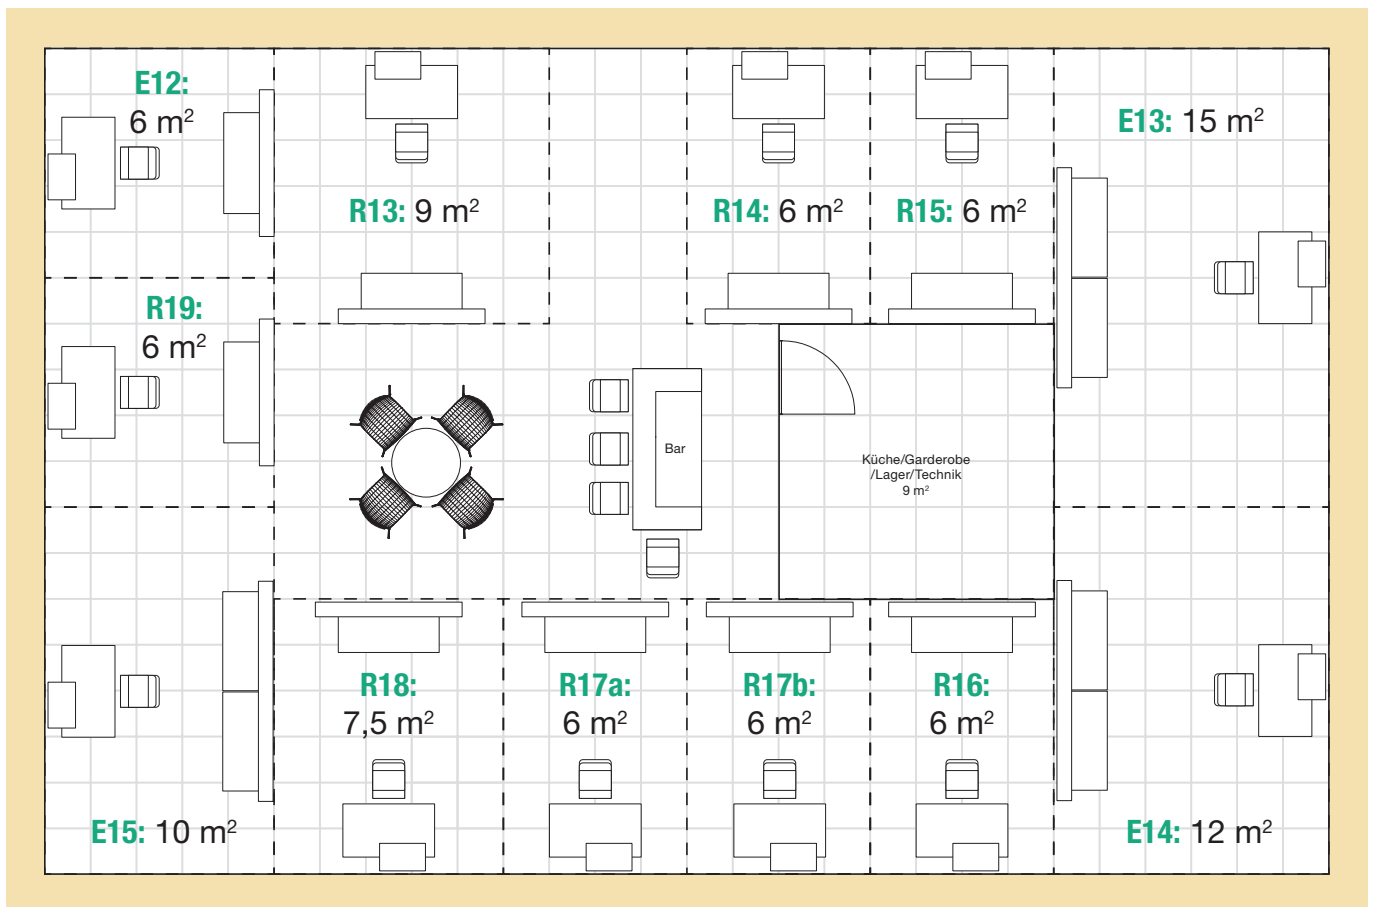 E12:
6 m²
E13: 15 m²
R13: 9 m²
R14: 6 m²
R15: 6 m²
R19:
6 m²
Bar
Küche/Garderobe
/Lager/Technik
9 m²
R18:
7,5 m²
R17a:
6 m²
R17b:
6 m²
R16:
6 m²
E15: 10 m²
E14: 12 m²